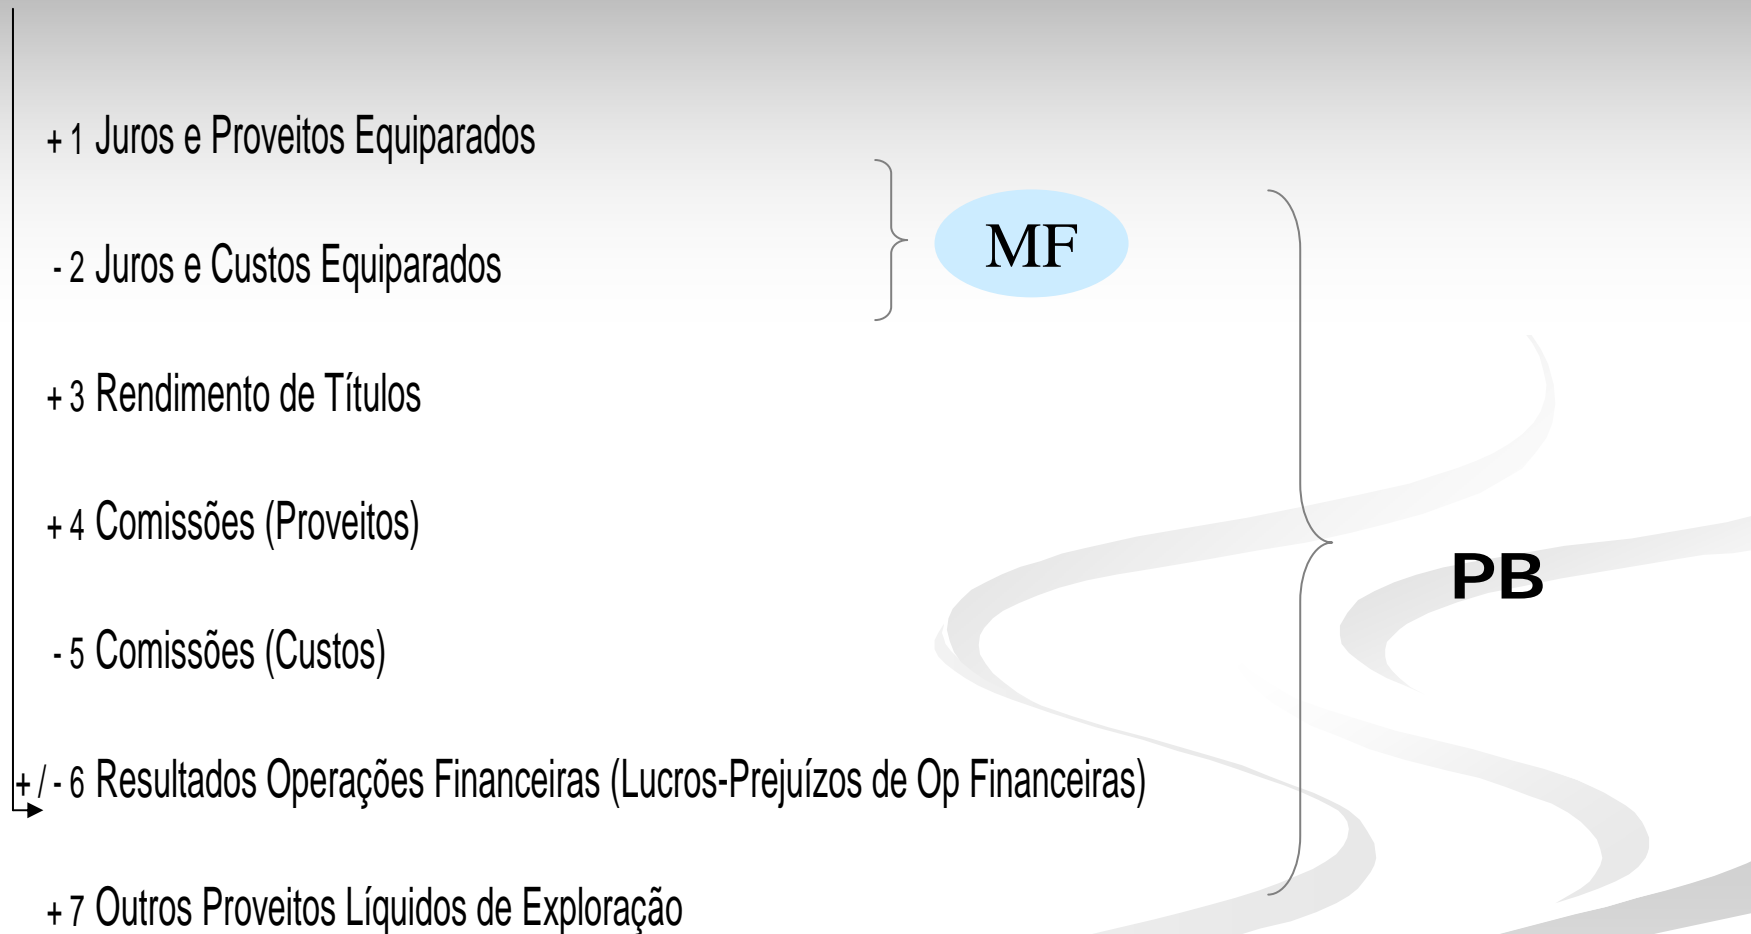 + 1 Juros e Proveitos Equiparados
- 2 Juros e Custos Equiparados
MF
+ 3 Rendimento de Títulos
+ 4 Comissões (Proveitos)
PB
- 5 Comissões (Custos)
+ / - 6 Resultados Operações Financeiras (Lucros-Prejuízos de Op Financeiras)
+ 7 Outros Proveitos Líquidos de Exploração